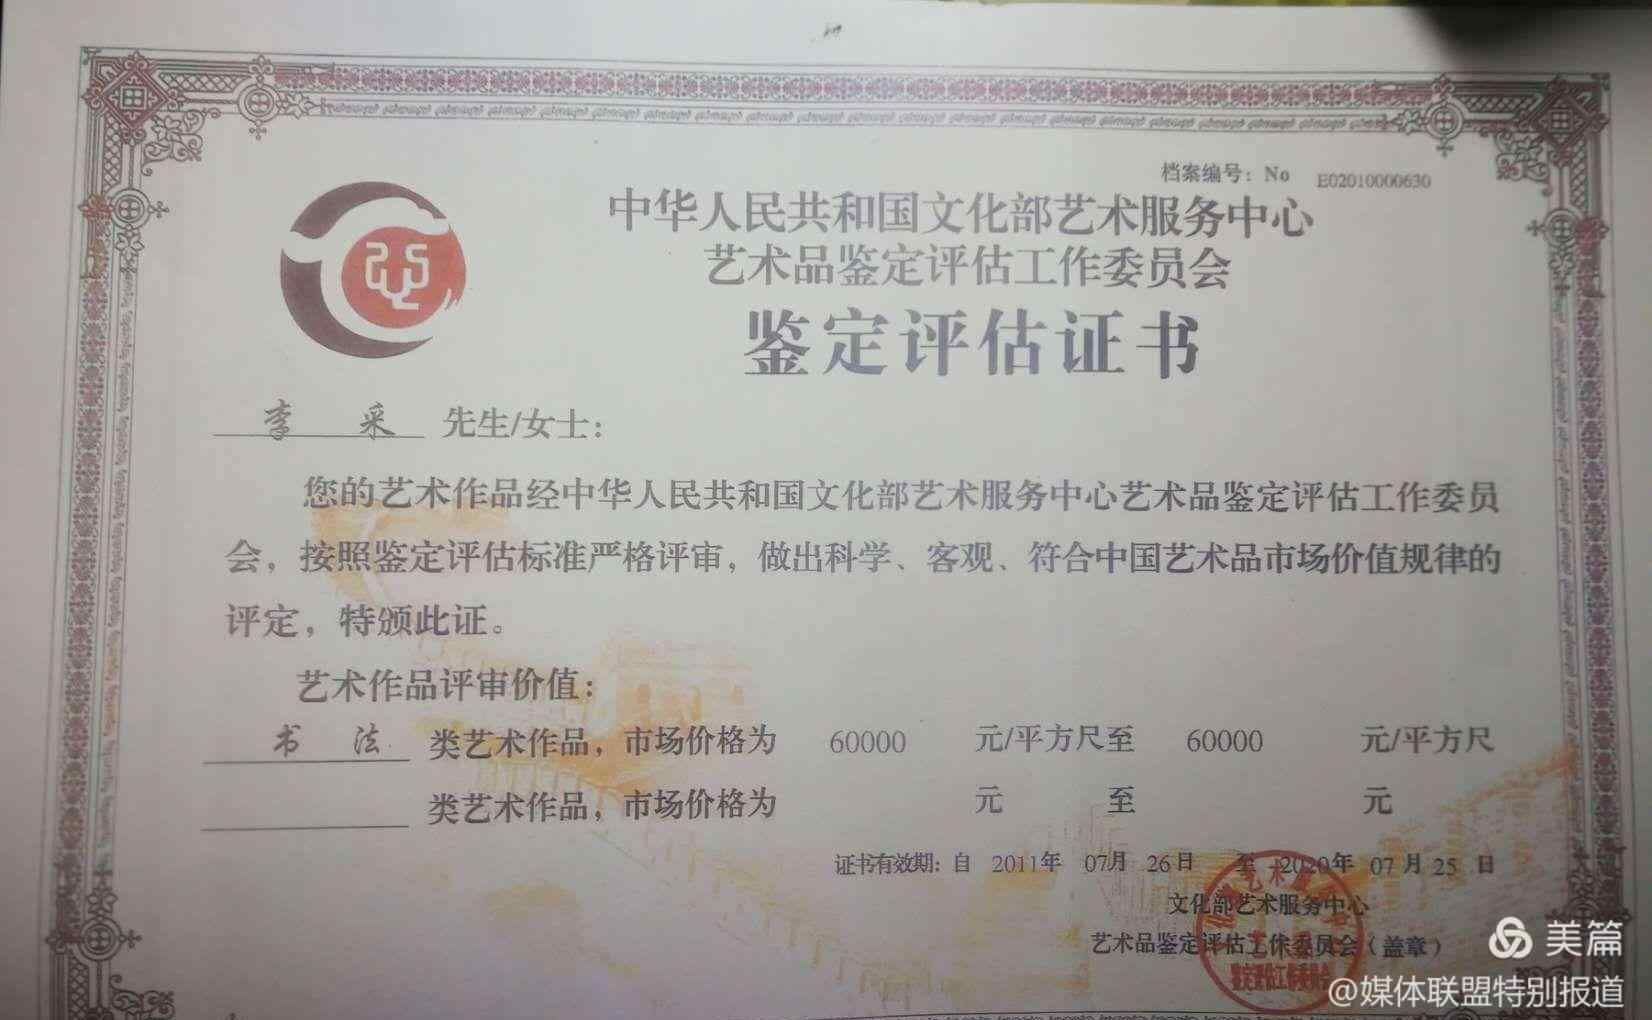 档案编号：No E02010000630
中华人民共和国文化部艺术服务中心
艺术品鉴定评估工作委员会
鉴定评估证书
李 采 先生/女士：
您的艺术作品经中华人民共和国文化部艺术服务中心艺术品鉴定评估工作委员
会，按照鉴定评估标准严格评审，做出科学、客观、符合中国艺术品市场价值规律的
评定，特颁此证。
艺术作品评审价值：
书 法 类艺术作品，市场价格为 60000 元/平方尺至 60000 元/平方尺
类艺术作品，市场价格为 元 至 元
证书有效期：自 2011年 07月 26日 至 2020年 07月 25日
文化部艺术服务中心
艺术品鉴定评估工作委员会（盖章）
鉴定评估工作委员会
美篇
@媒体联盟特别报道